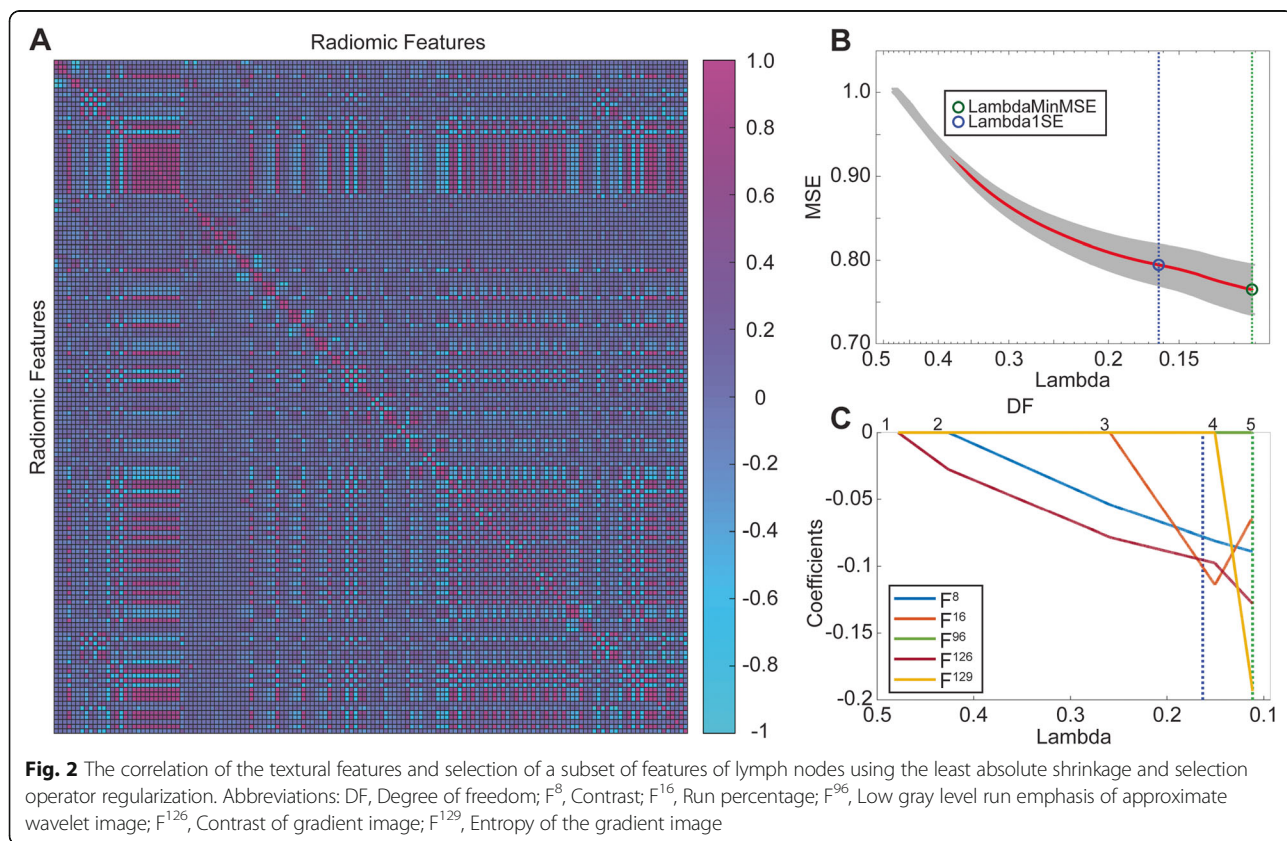 A
Radiomic Features
Radiomic Features
1.0
0.8
0.6
0.4
0.2
0
-0.2
-0.4
-0.6
-0.8
-1
B
MSE
1.0
0.90
0.80
0.70
LambdaMinMSE
Lambda1SE
0.5 0.4 0.3 0.2 0.15
Lambda
C
DF
1 2 3 4 5
Coefficients
0
-0.05
-0.1
-0.15
-0.2
F⁸
F¹⁶
F⁹⁶
F¹²⁶
F¹²⁹
0.5 0.4 0.3 0.2 0.1
Lambda
Fig. 2 The correlation of the textural features and selection of a subset of features of lymph nodes using the least absolute shrinkage and selection
operator regularization. Abbreviations: DF, Degree of freedom; F⁸, Contrast; F¹⁶, Run percentage; F⁹⁶, Low gray level run emphasis of approximate
wavelet image; F¹²⁶, Contrast of gradient image; F¹²⁹, Entropy of the gradient image